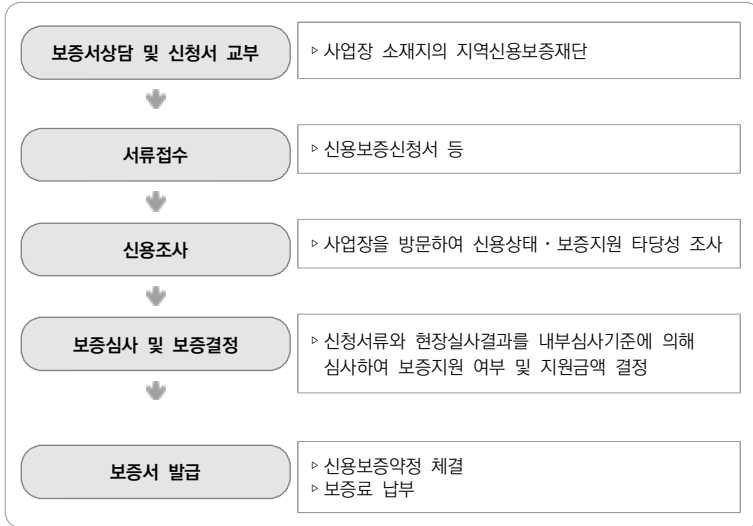 보증서상담 및 신청서 교부
▹ 사업장 소재지의 지역신용보증재단
서류접수
▹ 신용보증신청서 등
신용조사
▹ 사업장을 방문하여 신용상태・보증지원 타당성 조사
보증심사 및 보증결정
▹ 신청서류와 현장실사결과를 내부심사기준에 의해
심사하여 보증지원 여부 및 지원금액 결정
보증서 발급
▹ 신용보증약정 체결
▹ 보증료 납부